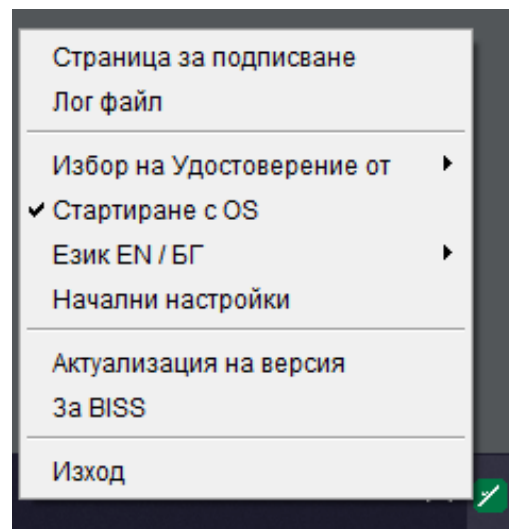 Страница за подписване
Лог файл
Избор на Удостоверение от
Стартиране с OS
Език EN / БГ
Начални настройки
Актуализация на версия
За BISS
Изход